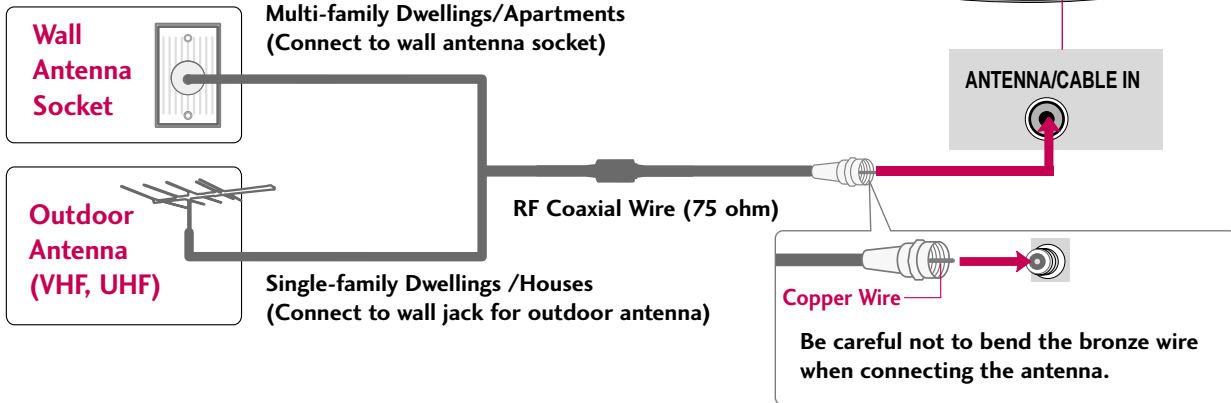 Wall
Antenna
Socket
Multi-family Dwellings/Apartments
(Connect to wall antenna socket)
ANTENNA/CABLE IN
Outdoor
Antenna
(VHF, UHF)
RF Coaxial Wire (75 ohm)
Single-family Dwellings /Houses
(Connect to wall jack for outdoor antenna)
Copper Wire
Be careful not to bend the bronze wire
when connecting the antenna.